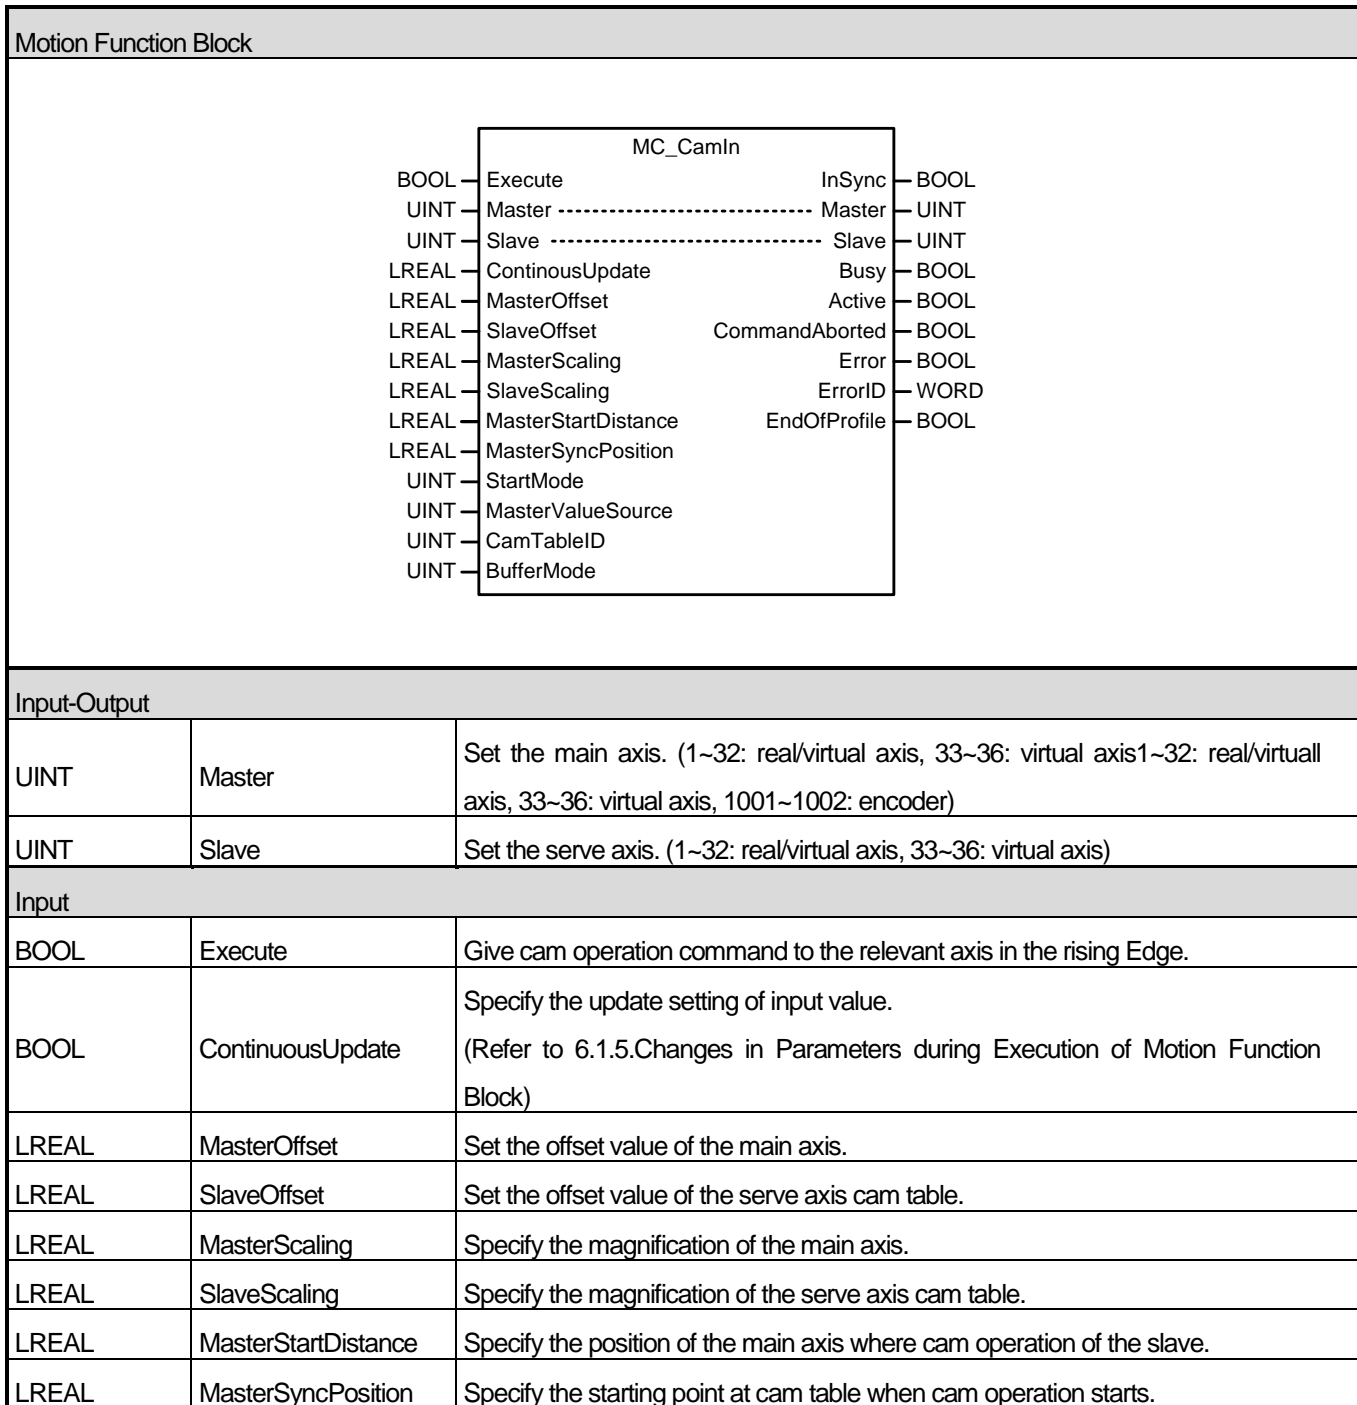 Motion Function Block
MC_CamIn
BOOL Execute InSync BOOL
UINT Master Master UINT
UINT Slave Slave UINT
LREAL ContinousUpdate Busy BOOL
LREAL MasterOffset Active BOOL
LREAL SlaveOffset CommandAborted BOOL
LREAL MasterScaling Error BOOL
LREAL SlaveScaling ErrorID WORD
LREAL MasterStartDistance EndOfProfile BOOL
LREAL MasterSyncPosition
UINT StartMode
UINT MasterValueSource
UINT CamTableID
UINT BufferMode
Input-Output
UINT Master Set the main axis. (1~32: real/virtual axis, 33~36: virtual axis1~32: real/virtuall
axis, 33~36: virtual axis, 1001~1002: encoder)
UINT Slave Set the serve axis. (1~32: real/virtual axis, 33~36: virtual axis)
Input
BOOL Execute Give cam operation command to the relevant axis in the rising Edge.
BOOL ContinuousUpdate Specify the update setting of input value.
(Refer to 6.1.5.Changes in Parameters during Execution of Motion Function
Block)
LREAL MasterOffset Set the offset value of the main axis.
LREAL SlaveOffset Set the offset value of the serve axis cam table.
LREAL MasterScaling Specify the magnification of the main axis.
LREAL SlaveScaling Specify the magnification of the serve axis cam table.
LREAL MasterStartDistance Specify the position of the main axis where cam operation of the slave.
LREAL MasterSyncPosition Specify the starting point at cam table when cam operation starts.